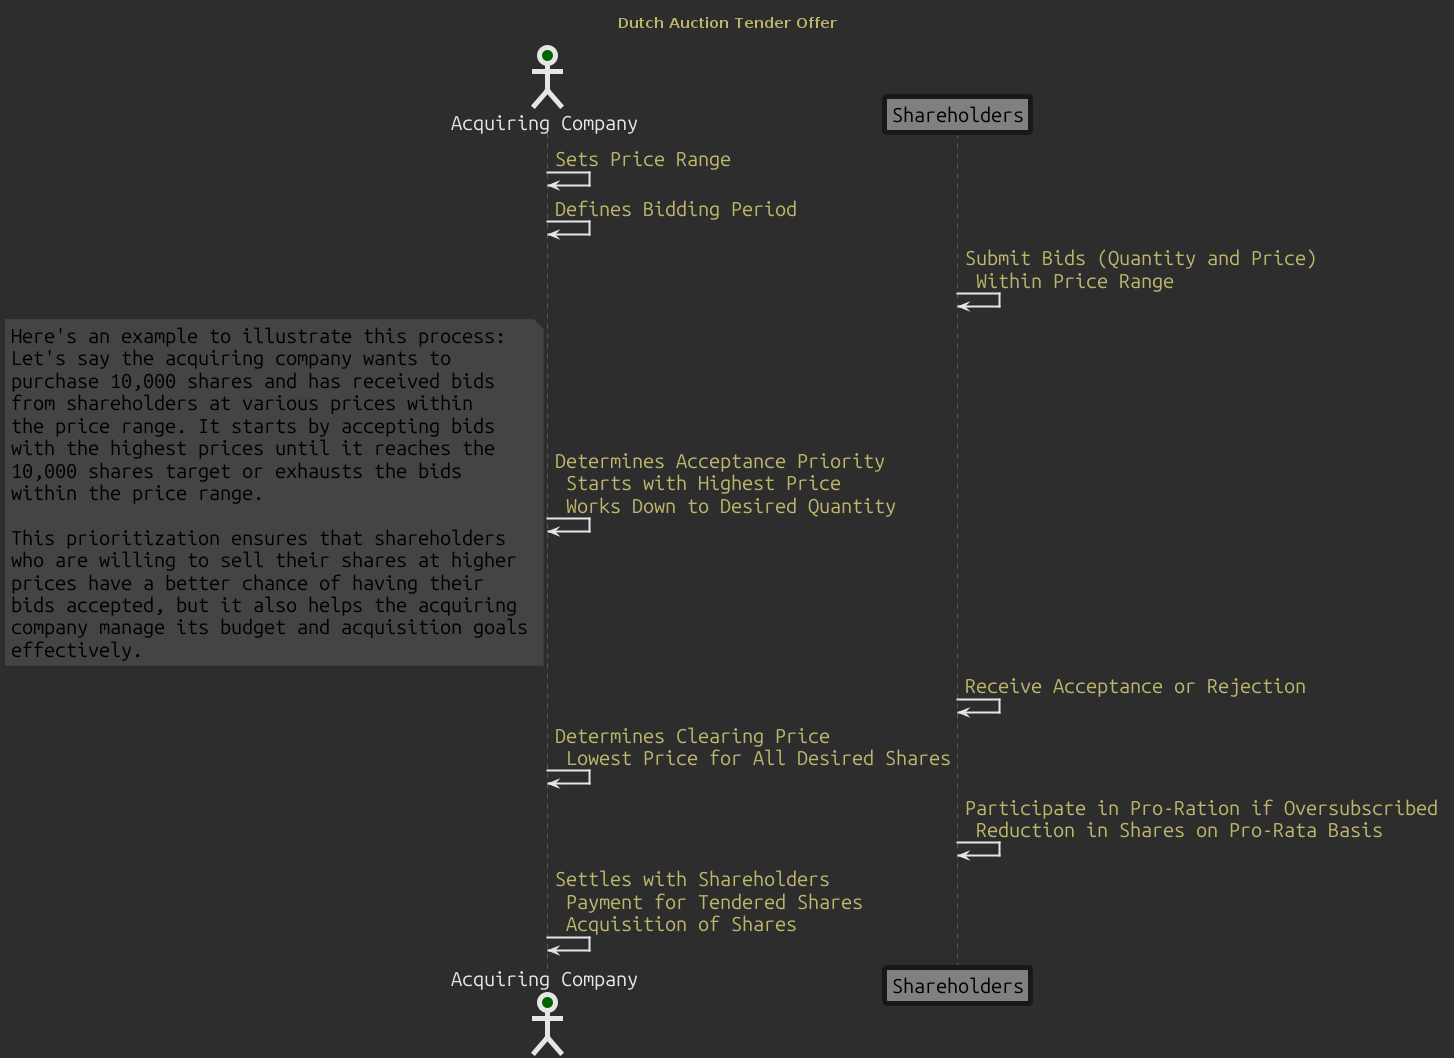 Dutch Auction Tender Offer
Acquiring Company
Shareholders
Sets Price Range
Defines Bidding Period
Submit Bids (Quantity and Price)
Within Price Range
Here's an example to illustrate this process:
Let's say the acquiring company wants to
purchase 10,000 shares and has received bids
from shareholders at various prices within
the price range. It starts by accepting bids
with the highest prices until it reaches the
10,000 shares target or exhausts the bids
within the price range.
This prioritization ensures that shareholders
who are willing to sell their shares at higher
prices have a better chance of having their
bids accepted, but it also helps the acquiring
company manage its budget and acquisition goals
effectively.
Determines Acceptance Priority
Starts with Highest Price
Works Down to Desired Quantity
Receive Acceptance or Rejection
Determines Clearing Price
Lowest Price for All Desired Shares
Participate in Pro-Ration if Oversubscribed
Reduction in Shares on Pro-Rata Basis
Settles with Shareholders
Payment for Tendered Shares
Acquisition of Shares
Acquiring Company
Shareholders